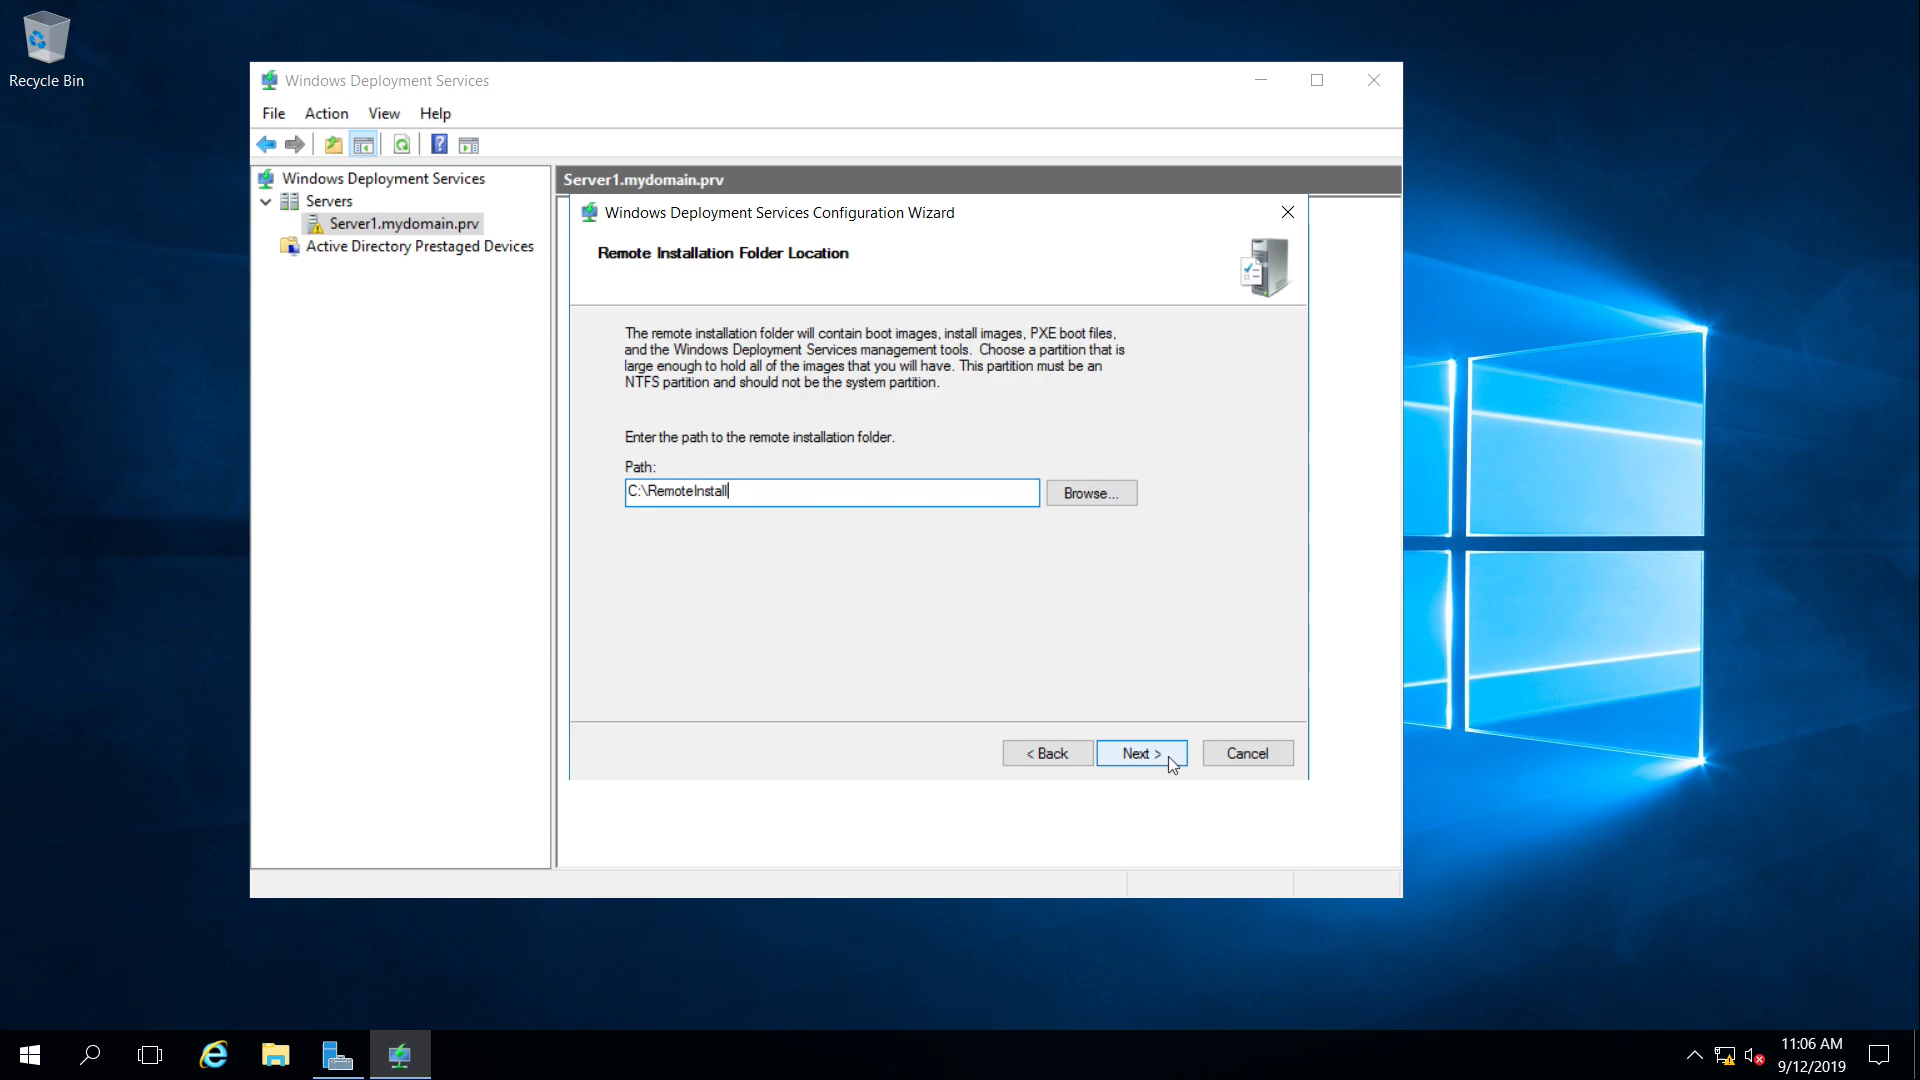 Recycle Bin
Windows Deployment Services
File Action View Help
Windows Deployment Services
Servers
Server1.mydomain.prv
Active Directory Prestaged Devices
Server1.mydomain.prv
Windows Deployment Services Configuration Wizard
Remote Installation Folder Location
The remote installation folder will contain boot images, install images, PXE boot files,
and the Windows Deployment Services management tools. Choose a partition that is
large enough to hold all of the images that you will have. This partition must be an
NTFS partition and should not be the system partition.
Enter the path to the remote installation folder.
Path:
C:\RemoteInstall
Browse...
< Back
Next >
Cancel
11:06 AM
9/12/2019